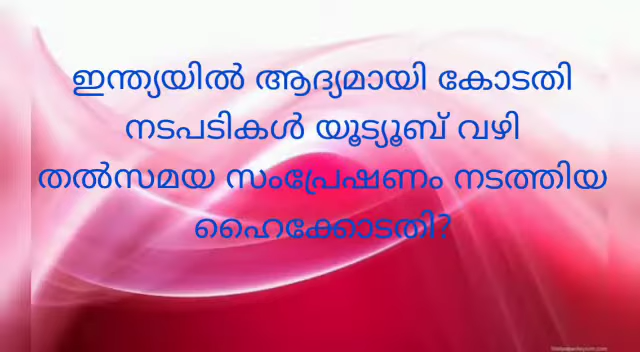 ഇന്ത്യയിൽ ആദ്യമായി കോടതി
നടപടികൾ യൂട്യൂബ് വഴി
തൽസമയ സംപ്രേഷണം നടത്തിയ
ഹൈക്കോടതി?